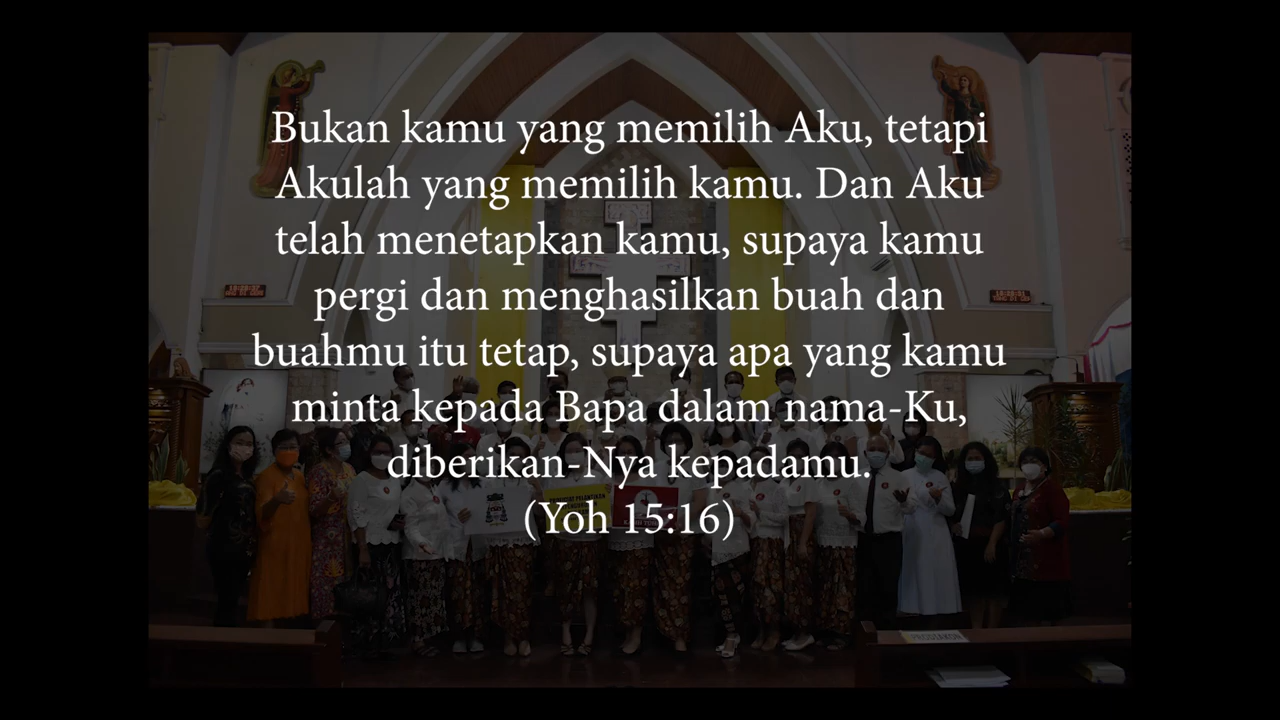 Bukan kamu yang memilih Aku, tetapi
Akulah yang memilih kamu. Dan Aku
telah menetapkan kamu, supaya kamu
pergi dan menghasilkan buah dan
buahmu itu tetap, supaya apa yang kamu
minta kepada Bapa dalam nama-Ku,
diberikan-Nya kepadamu.
(Yoh 15:16)
PRODIAKON